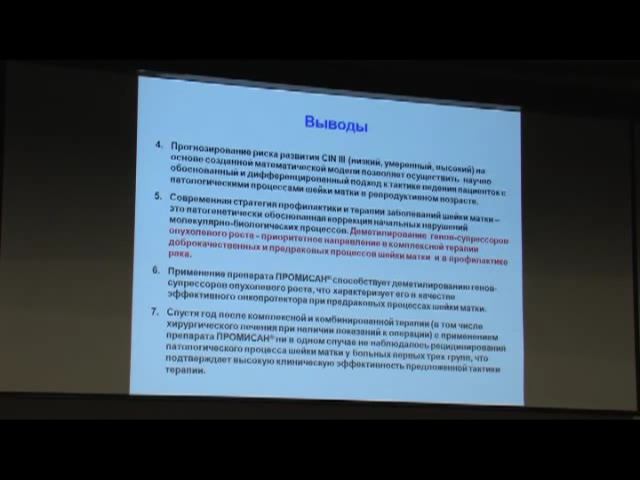 Выводы
4. Прогнозирование риска развития CIN III (низкий, умеренный, высокий) на
основе созданной математической модели позволяет осуществить научно
обоснованный и дифференцированный подход к тактике ведения пациенток с
патологическими процессами шейки матки в репродуктивном возрасте.
5. Современная стратегия профилактики и терапии заболеваний шейки матки –
это патогенетически обоснованная коррекция начальных нарушений
молекулярно-биологических процессов. Деметилирование генов-супрессоров
опухолевого роста - приоритетное направление в комплексной терапии
доброкачественных и предраковых процессов шейки матки и в профилактике
рака.
6. Применение препарата ПРОМИСАН® способствует деметилированию генов-
супрессоров опухолевого роста, что характеризует его в качестве
эффективного онкопротектора при предраковых процессах шейки матки.
7. Спустя год после комплексной и комбинированной терапии (в том числе
хирургического лечения при наличии показаний к операции) с применением
препарата ПРОМИСАН® ни в одном случае не наблюдалось рецидивирования
патологического процесса шейки матки у больных первых трех групп, что
подтверждает высокую клиническую эффективность предложенной тактики
терапии.